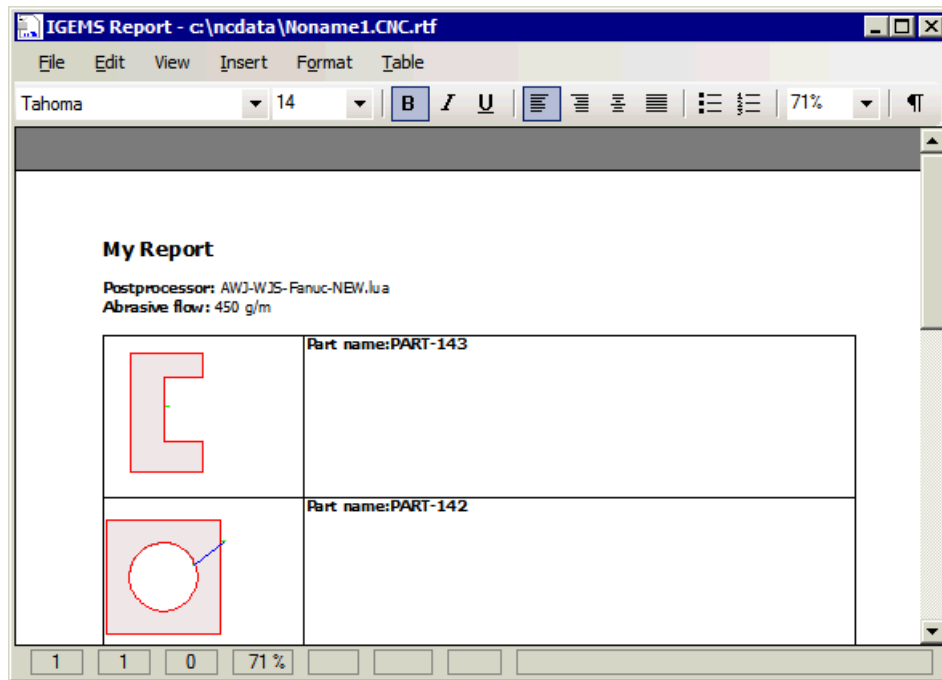 IGEMS Report - c:\ncdata\Noname1.CNC.rtf
File Edit View Insert Format Table
Tahoma 14 B I U 71% ¶
My Report
Postprocessor: AWJ-WJS-Fanuc-NEW.lua
Abrasive flow: 450 g/m
Part name:PART-143
Part name:PART-142
1 1 0 71 %